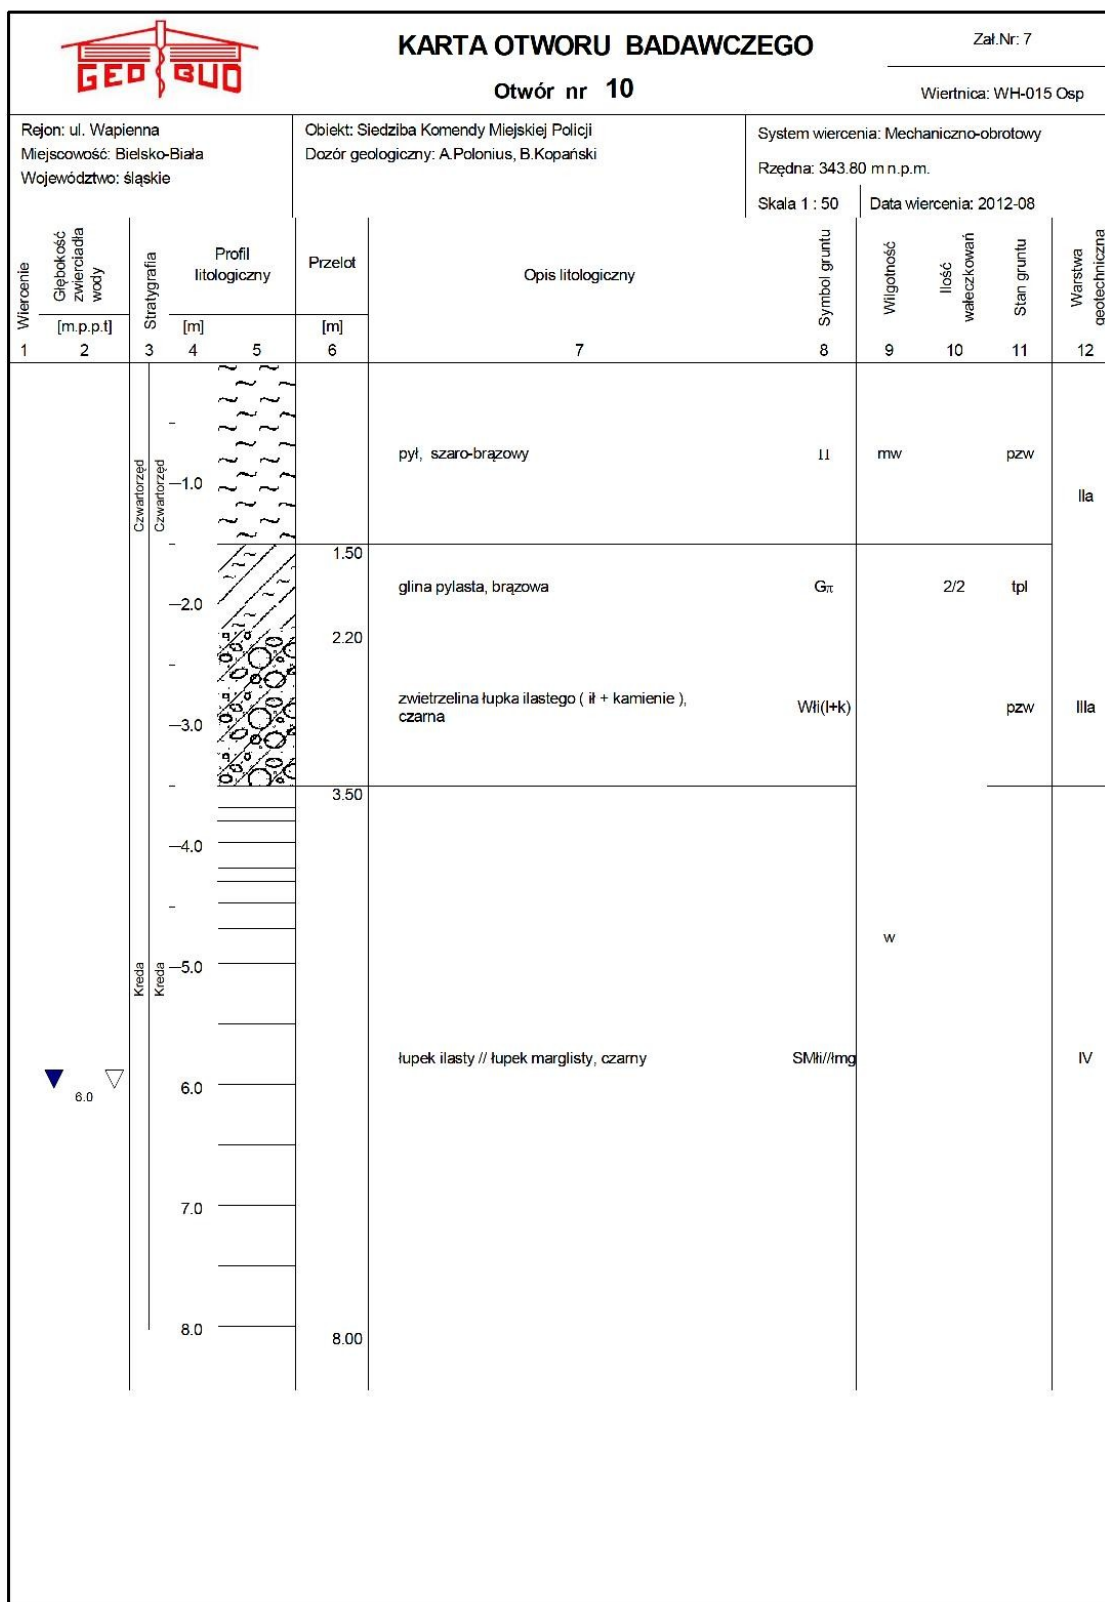 GEO BUD
KARTA OTWORU BADAWCZEGO
Otwór nr 10
Zał.Nr: 7
Wiertnica: WH-015 Osp
Rejon: ul. Wapienna
Miejscowość: Bielsko-Biała
Województwo: śląskie
Obiekt: Siedziba Komendy Miejskiej Policji
Dozór geologiczny: A.Polonius, B.Kopański
System wiercenia: Mechaniczno-obrotowy
Rzędna: 343.80 m n.p.m.
Skala 1 : 50
Data wiercenia: 2012-08
Wiercenie
Głębokość
zwierciadła
wody
[m.p.p.t]
Stratygrafia
Profil
litologiczny
[m]
Przelot
[m]
Opis litologiczny
Symbol gruntu
Wilgotność
Ilość
wałeczkowań
Stan gruntu
Warstwa
geotechniczna
1 2 3 4 5 6 7 8 9 10 11 12
Czwartorzęd
Czwartorzęd
1.0
pył, szaro-brązowy
II
mw
pzw
IIa
1.50
glina pylasta, brązowa
Gπ
2/2
tpl
2.0
2.20
zwietrzelina łupka ilastego ( ił + kamienie ),
czarna
Włi(I+k)
pzw
IIIa
3.0
3.50
4.0
w
5.0
Kreda
Kreda
łupek ilasty // łupek marglisty, czarny
SMłi//łmg
IV
6.0
6.0
7.0
8.0
8.00